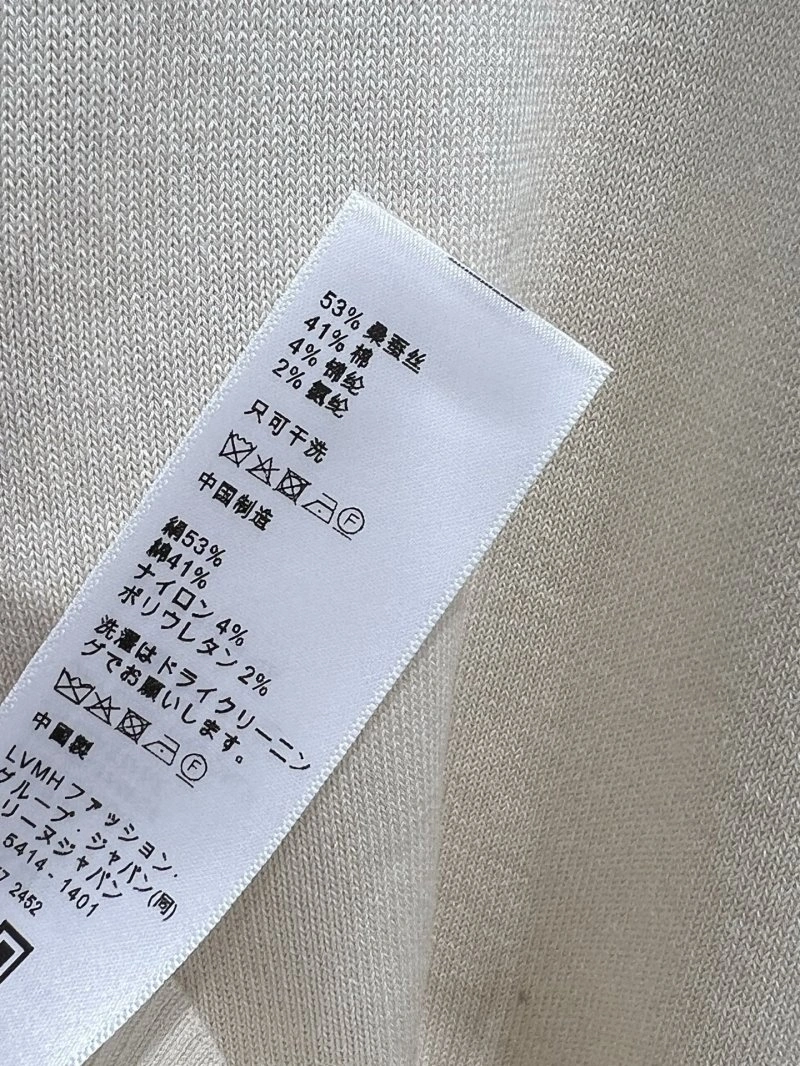 53% 桑蚕丝
41% 棉
4% 锦纶
2% 氨纶
只可干洗
F
中国制造
絹53%
綿41%
ナイロン 4%
ポリウレタン 2%
洗濯はドライクリーニン
グでお願いします。
F
中國製
LVMH ファッション・
グループ・ジャパン(同)
リーヌジャパン
5414 - 1401
7 2452